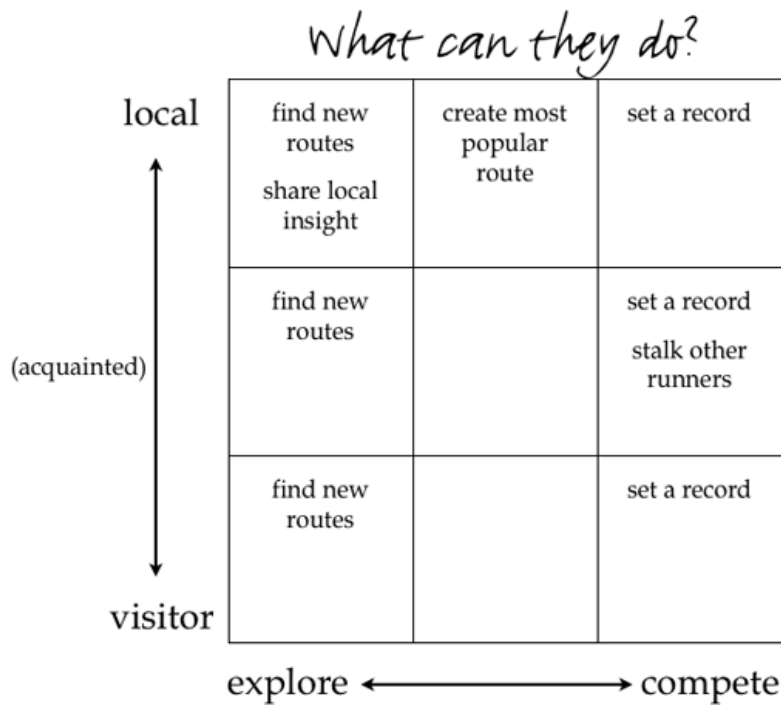 What can they do?
local
find new
routes
share local
insight
create most
popular
route
set a record
(acquainted)
find new
routes
set a record
stalk other
runners
find new
routes
set a record
visitor
explore
compete